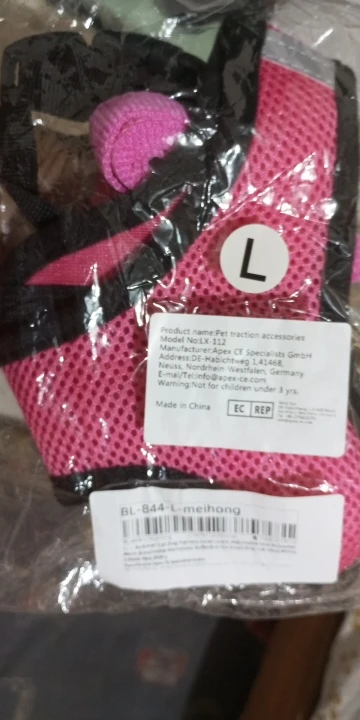 L
Product name:Pet traction accessories
Model No:LX-112
Manufacturer:Apex CE Specialists GmbH
Address:DE-Habichtweg 1,41468,
Neuss, Nordrhein-Westfalen, Germany
E-mail/Tel:info@apex-ce.com
Warning:Not for children under 3 yrs.
Made in China
EC REP
BL-844-L-meihong